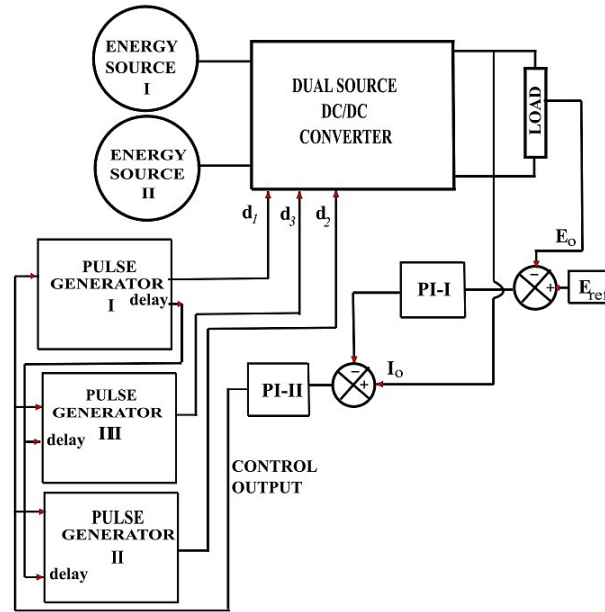 ENERGY
SOURCE
I
DUAL SOURCE
DC/DC
CONVERTER
LOAD
ENERGY
SOURCE
II
d1 d3 d2
Eo
PULSE
GENERATOR
I
delay
PI-I
−
+
Eref
PI-II
−
+
Io
PULSE
GENERATOR
III
delay
CONTROL
OUTPUT
PULSE
GENERATOR
II
delay